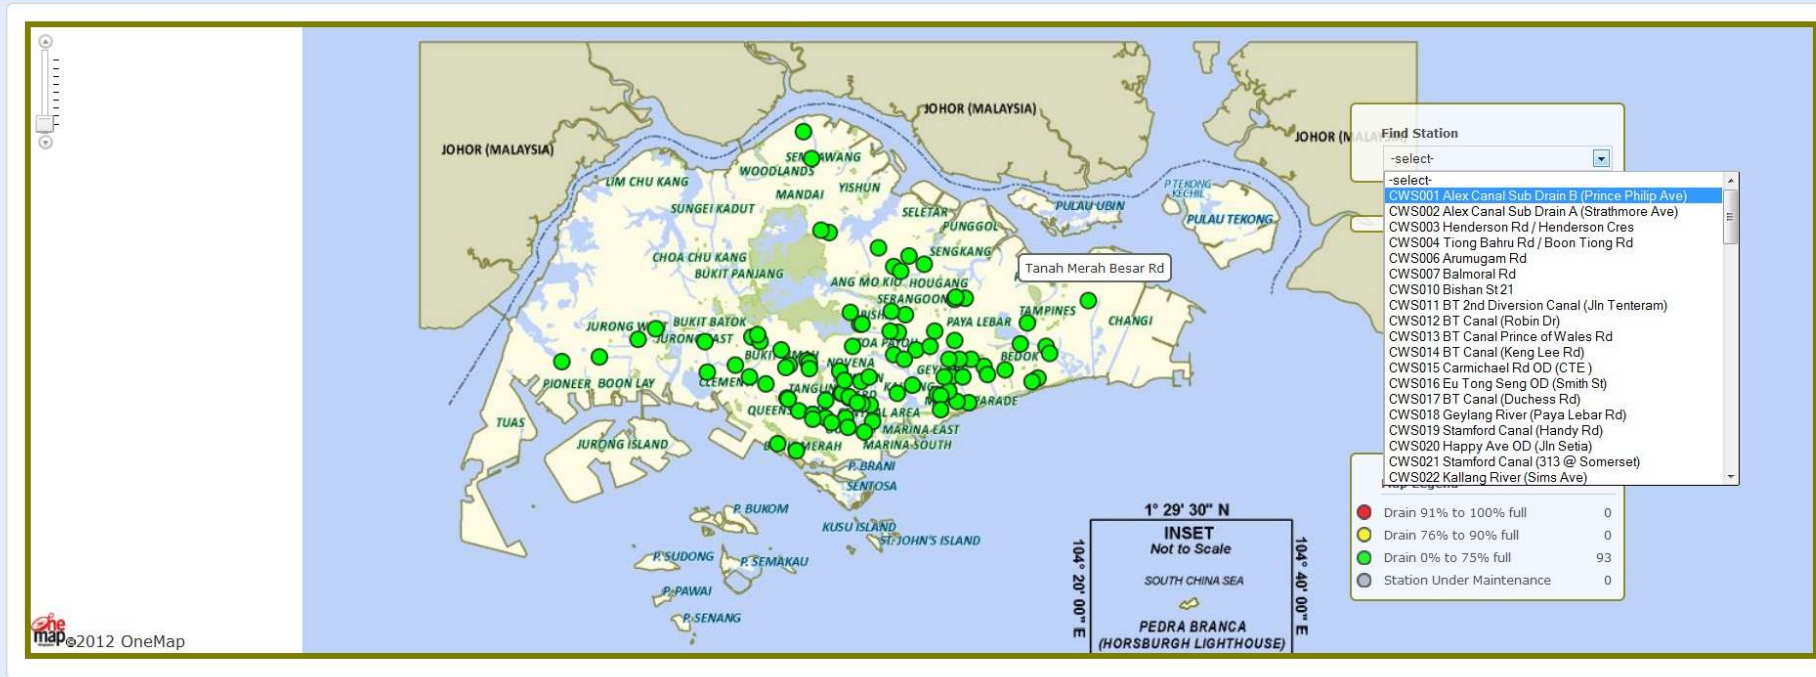 JOHOR (MALAYSIA)
JOHOR (MALAYSIA)
JOHOR (MALAYSIA)
LIM CHU KANG
WOODLANDS
MANDAI
YISHUN
SUNGEI KADUT
SELETAR
PUNGGOL
SENGKANG
PULAU UBIN
P TEKONG
KECHIL
PULAU TEKONG
CHOA CHU KANG
BUKIT PANJANG
ANG MO KIO
HOUGANG
Tanah Merah Besar Rd
SERANGOON
TAMPINES
CHANGI
PAYA LEBAR
BUKIT BATOK
BEDOK
NOVENA
PIONEER
BOON LAY
TUAS
JURONG ISLAND
MARINA EAST
MARINA SOUTH
P. BRANI
SENTOSA
KUSU ISLAND
ST. JOHN'S ISLAND
P. BUKOM
P. SUDONG
P. SEMAKAU
P. PAWAI
P. SENANG
1° 29' 30" N
104° 20' 00" E
INSET
Not to Scale
SOUTH CHINA SEA
PEDRA BRANCA
(HORSBURGH LIGHTHOUSE)
104° 40' 00" E
Find Station
-select-
-select-
CWS001 Alex Canal Sub Drain B (Prince Philip Ave)
CWS002 Alex Canal Sub Drain A (Strathmore Ave)
CWS003 Henderson Rd / Henderson Cres
CWS004 Tiong Bahru Rd / Boon Tiong Rd
CWS006 Arumugam Rd
CWS007 Balmoral Rd
CWS010 Bishan St 21
CWS011 BT 2nd Diversion Canal (Jln Tenteram)
CWS012 BT Canal (Robin Dr)
CWS013 BT Canal Prince of Wales Rd
CWS014 BT Canal (Keng Lee Rd)
CWS015 Carmichael Rd OD (CTE )
CWS016 Eu Tong Seng OD (Smith St)
CWS017 BT Canal (Duchess Rd)
CWS018 Geylang River (Paya Lebar Rd)
CWS019 Stamford Canal (Handy Rd)
CWS020 Happy Ave OD (Jln Setia)
CWS021 Stamford Canal (313 @ Somerset)
CWS022 Kallang River (Sims Ave)
Drain 91% to 100% full 0
Drain 76% to 90% full 0
Drain 0% to 75% full 93
Station Under Maintenance 0
One
map ©2012 OneMap